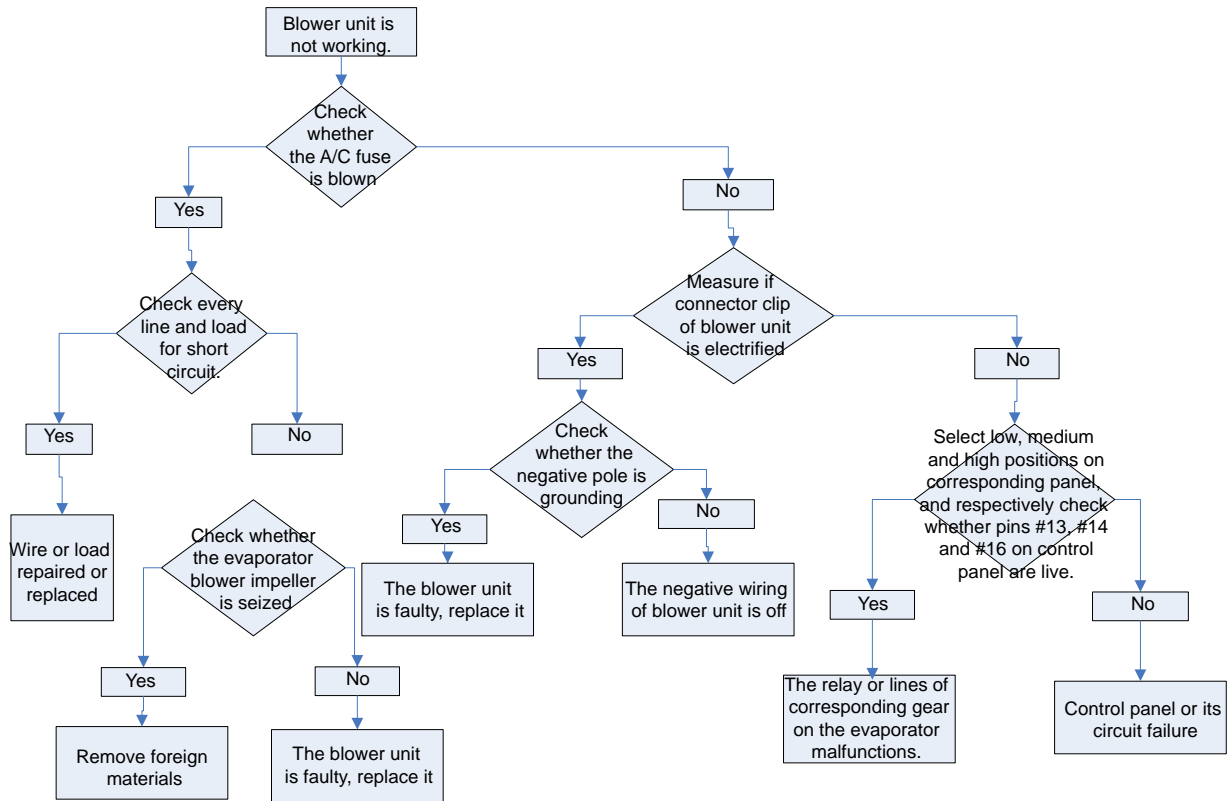 Blower unit is
not working.
Check
whether
the A/C fuse
is blown
Yes
No
Check every
line and load
for short
circuit.
Measure if
connector clip
of blower unit
is electrified
Yes
No
Yes
No
Check
whether the
negative pole is
grounding
Select low, medium
and high positions on
corresponding panel,
and respectively check
whether pins #13, #14
and #16 on control
panel are live.
Wire or load
repaired or
replaced
Check whether
the evaporator
blower impeller
is seized
Yes
No
The blower unit
is faulty, replace it
The negative wiring
of blower unit is off
Yes
No
Yes
No
Remove foreign
materials
The blower unit
is faulty, replace it
The relay or lines of
corresponding gear
on the evaporator
malfunctions.
Control panel or its
circuit failure